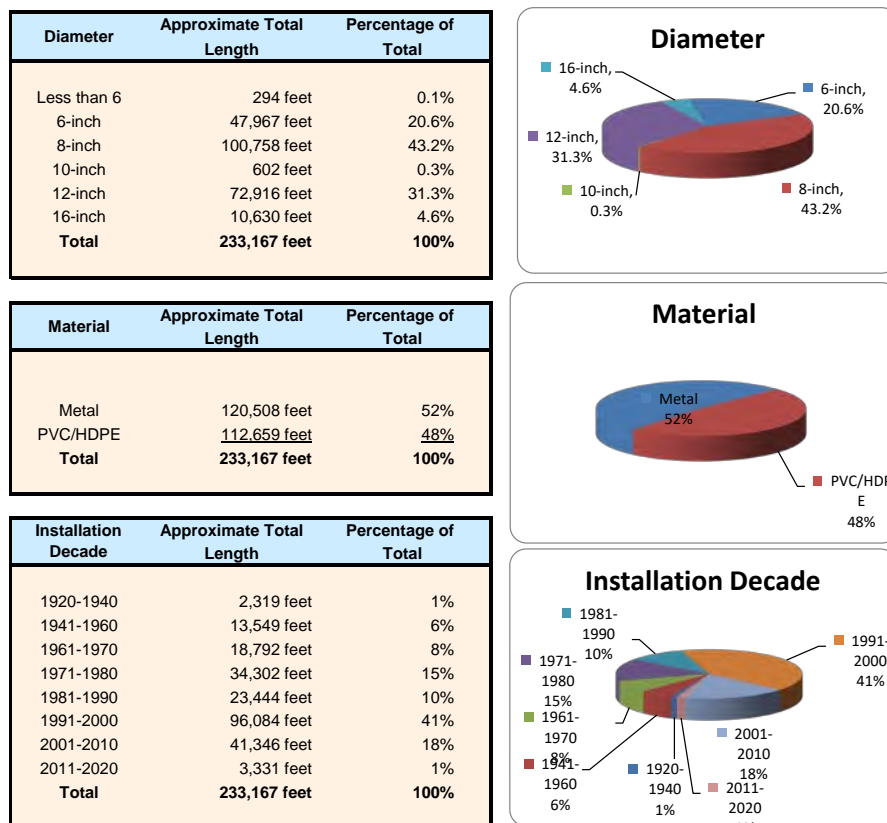 Diameter Approximate Total Length Percentage of Total
Less than 6 294 feet 0.1%
6-inch 47,967 feet 20.6%
8-inch 100,758 feet 43.2%
10-inch 602 feet 0.3%
12-inch 72,916 feet 31.3%
16-inch 10,630 feet 4.6%
Total 233,167 feet 100%
Diameter
16-inch,
4.6%
6-inch,
20.6%
12-inch,
31.3%
10-inch,
0.3%
8-inch,
43.2%
Material Approximate Total Length Percentage of Total
Metal 120,508 feet 52%
PVC/HDPE 112,659 feet 48%
Total 233,167 feet 100%
Material
Metal
52%
PVC/HDP
E
48%
Installation Decade Approximate Total Length Percentage of Total
1920-1940 2,319 feet 1%
1941-1960 13,549 feet 6%
1961-1970 18,792 feet 8%
1971-1980 34,302 feet 15%
1981-1990 23,444 feet 10%
1991-2000 96,084 feet 41%
2001-2010 41,346 feet 18%
2011-2020 3,331 feet 1%
Total 233,167 feet 100%
Installation Decade
1981-
1990
10%
1991-
2000
41%
1971-
1980
15%
1961-
1970
8%
1941-
1960
6%
1920-
1940
1%
2001-
2010
18%
2011-
2020